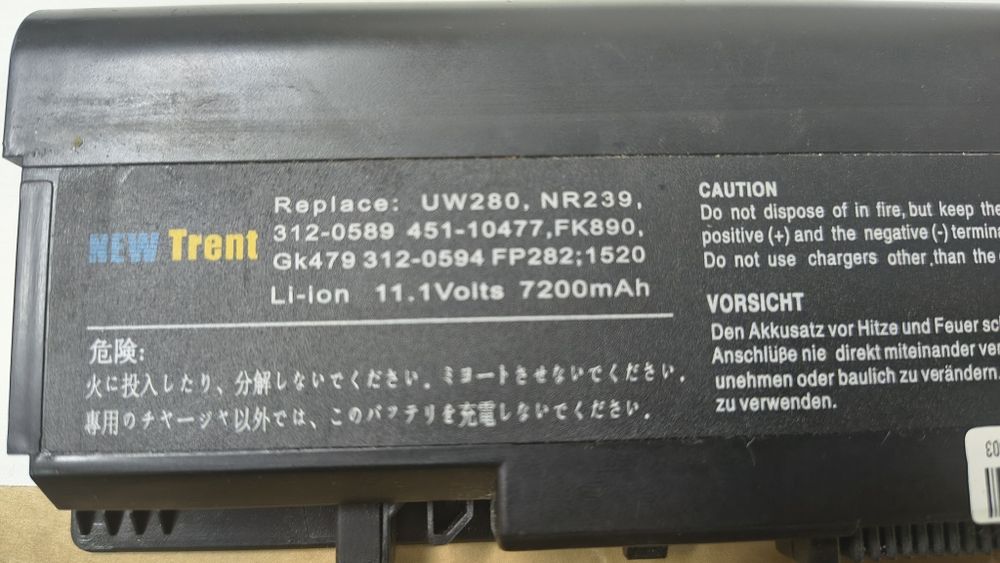 NEW Trent
Replace: UW280, NR239,
312-0589 451-10477,FK890,
Gk479 312-0594 FP282;1520
Li-ion 11.1Volts 7200mAh
危険:
火に投入したり、分解しないでください. ミヨートさせないでください.
專用のチャージャ以外では、このバフテリを充電しないでください.
CAUTION
Do not dispose of in fire, but keep the
positive (+) and the negative (-)
Do not use chargers other, than the
VORSICHT
Den Akkusatz vor Hitze und Feuer
Anschlüße nie direkt miteinander
unehmen oder baulich zu verändern.
zu verwenden.
03